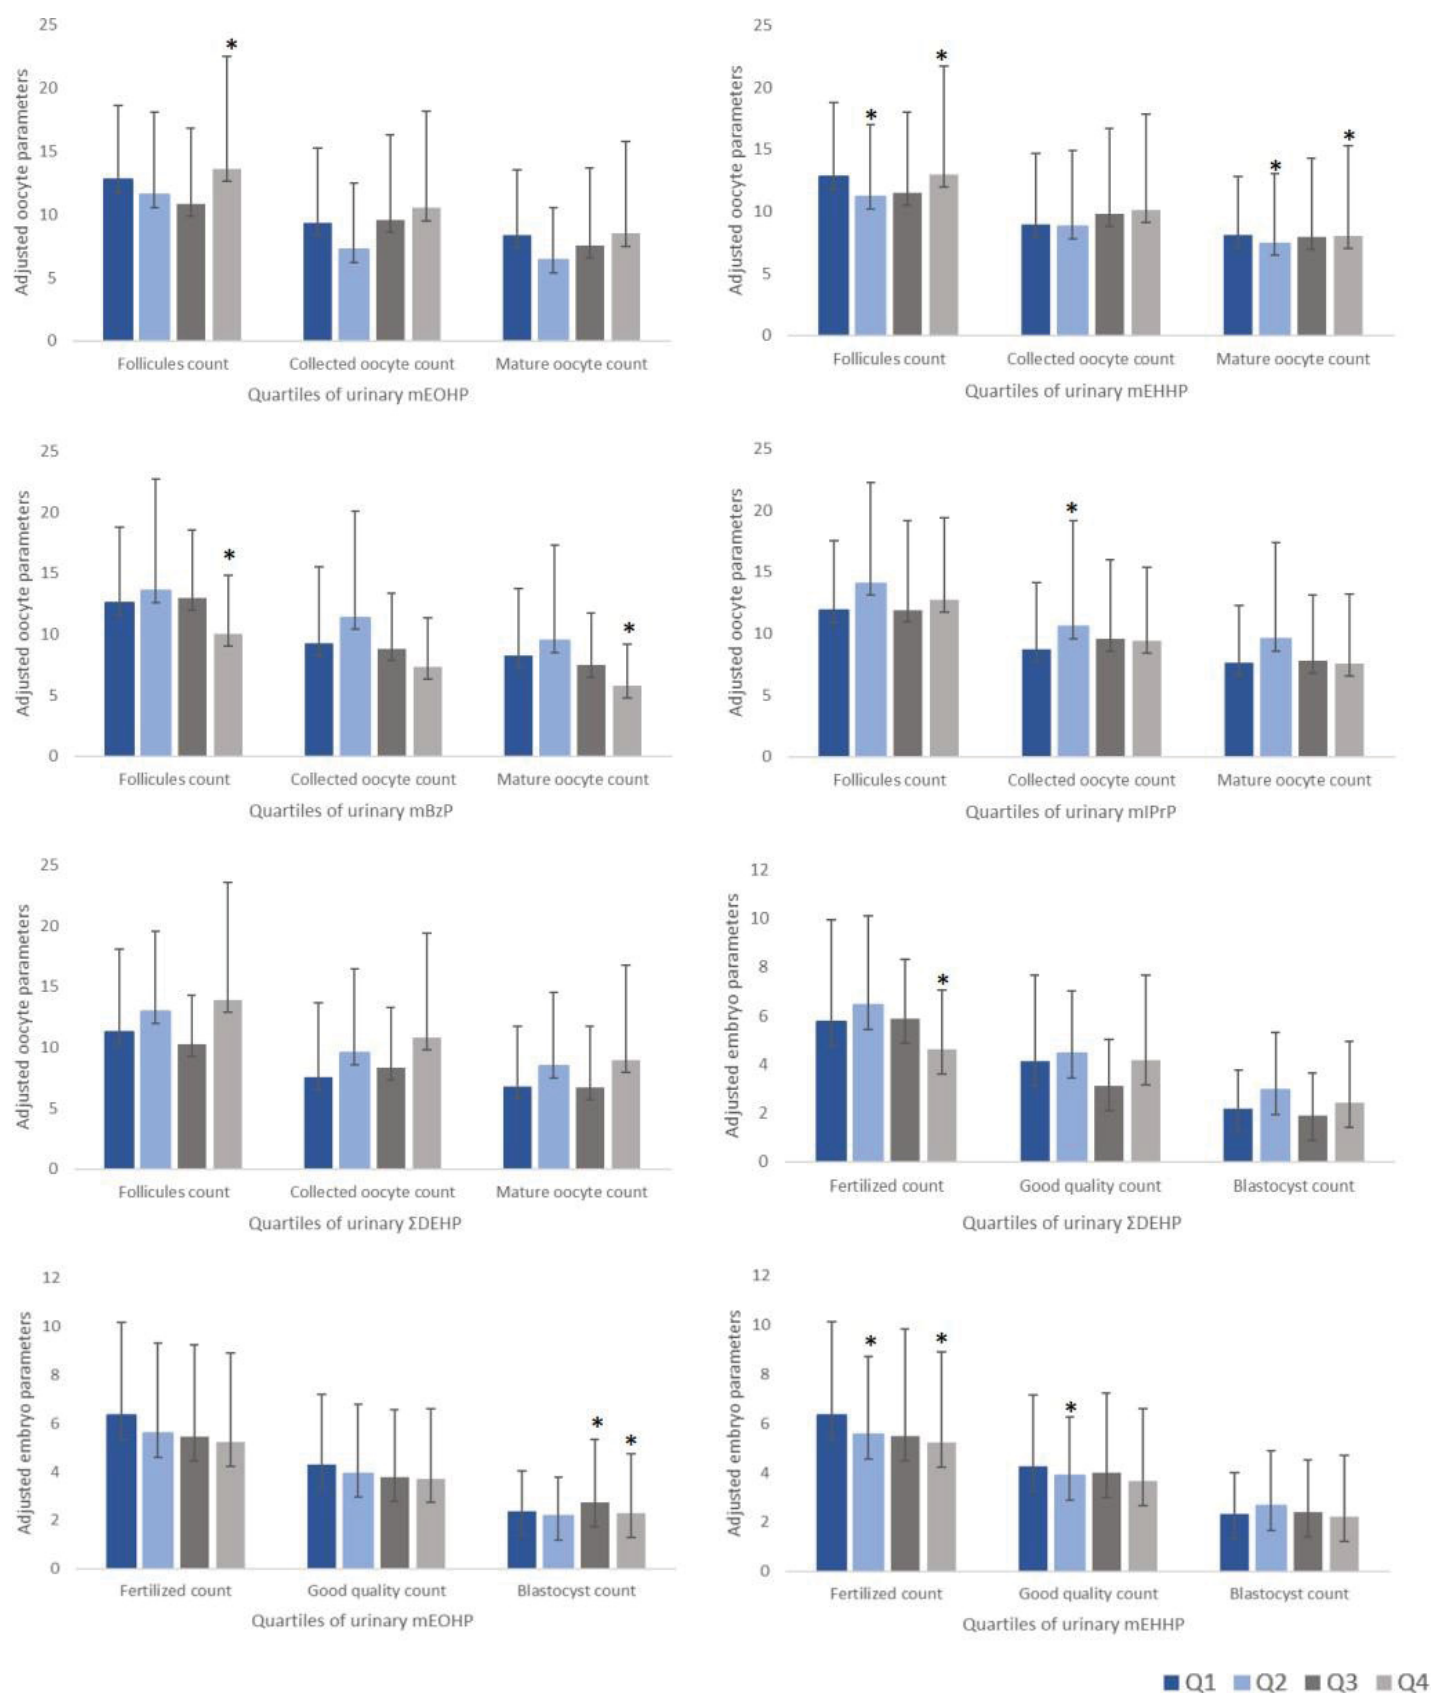 25
20
15
10
5
0
Adjusted oocyte parameters
*
Follicules count Collected oocyte count Mature oocyte count
Quartiles of urinary mEOHP
25
20
15
10
5
0
Adjusted oocyte parameters
* * * *
Follicules count Collected oocyte count Mature oocyte count
Quartiles of urinary mEHHP
25
20
15
10
5
0
Adjusted oocyte parameters
* *
Follicules count Collected oocyte count Mature oocyte count
Quartiles of urinary mBzP
25
20
15
10
5
0
Adjusted oocyte parameters
*
Follicules count Collected oocyte count Mature oocyte count
Quartiles of urinary mIPrP
25
20
15
10
5
0
Adjusted oocyte parameters
Follicules count Collected oocyte count Mature oocyte count
Quartiles of urinary ΣDEHP
12
10
8
6
4
2
0
Adjusted embryo parameters
*
Fertilized count Good quality count Blastocyst count
Quartiles of urinary ΣDEHP
12
10
8
6
4
2
0
Adjusted embryo parameters
* *
Fertilized count Good quality count Blastocyst count
Quartiles of urinary mEOHP
12
10
8
6
4
2
0
Adjusted embryo parameters
* * *
Fertilized count Good quality count Blastocyst count
Quartiles of urinary mEHHP
Q1 Q2 Q3 Q4